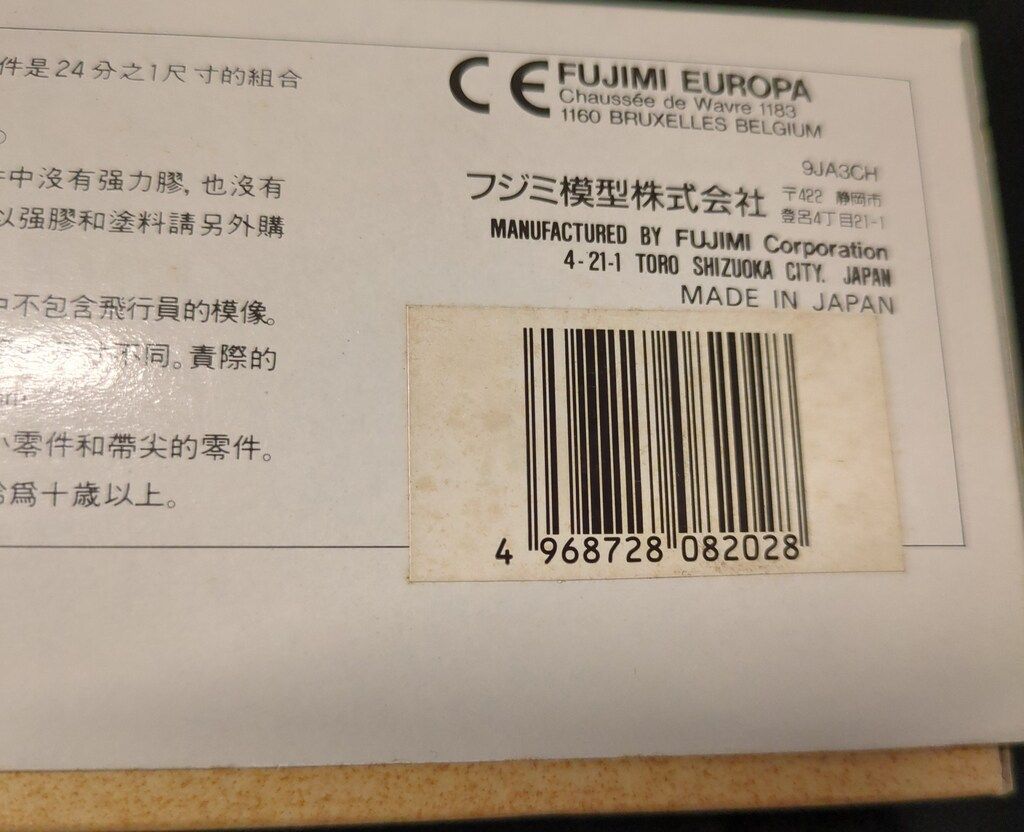 件是24分之1尺寸的組合
中沒有强力膠, 也沒有
以强膠和塗料請另外購
中不包含飛行員的模像。
不同。責際的
零件和帶尖的零件。
爲十歲以上。
CE FUJIMI EUROPA
Chaussée de Wavre 1183
1160 BRUXELLES BELGIUM
9JA3CH
フジミ模型株式会社 〒422 静岡市
登呂4丁目21-1
MANUFACTURED BY FUJIMI Corporation
4-21-1 TORO SHIZUOKA CITY. JAPAN
MADE IN JAPAN
4 968728 082028